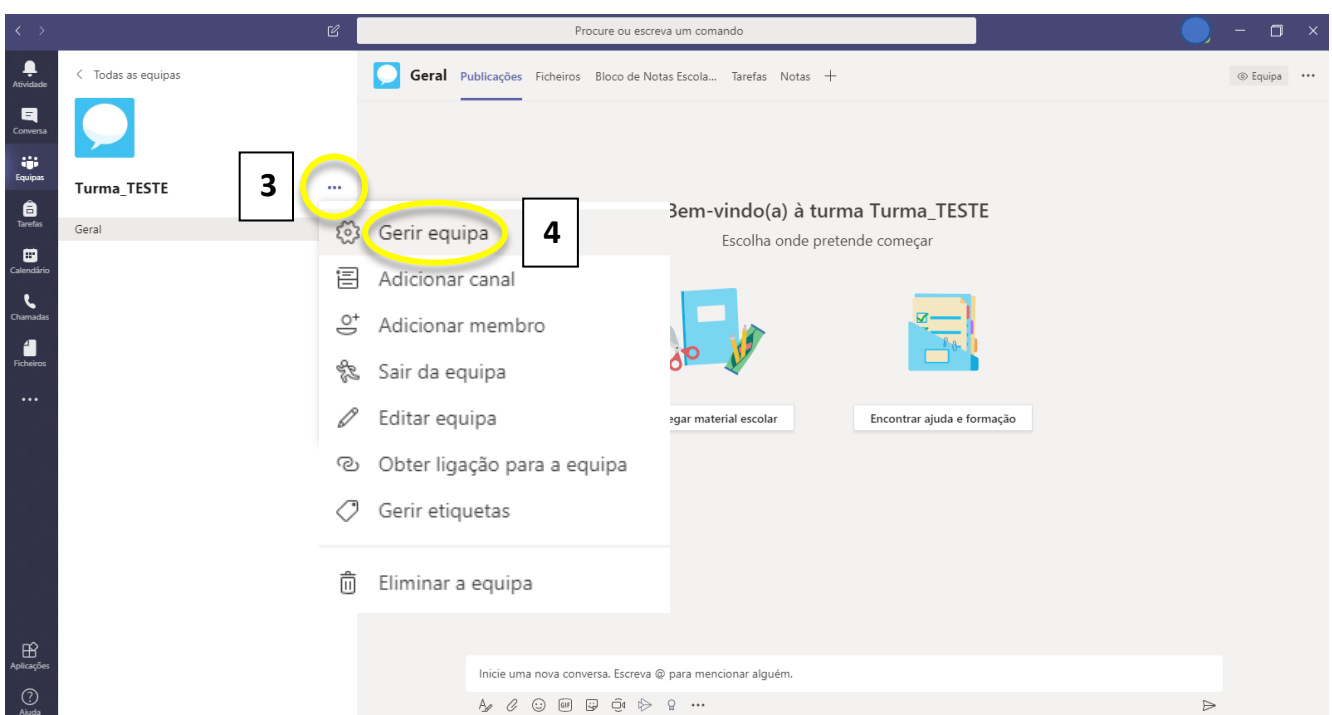 Procure ou escreva um comando
Atividade
Conversa
Equipas
Tarefas
Calendário
Chamadas
Ficheiros
Aplicações
Ajuda
Todas as equipas
Turma_TESTE
3
Geral
Geral Publicações Ficheiros Bloco de Notas Escola... Tarefas Notas +
Equipa
Gerir equipa
4
Adicionar canal
Adicionar membro
Sair da equipa
Editar equipa
Obter ligação para a equipa
Gerir etiquetas
Eliminar a equipa
Bem-vindo(a) à turma Turma_TESTE
Escolha onde pretende começar
material escolar
Encontrar ajuda e formação
Inicie uma nova conversa. Escreva @ para mencionar alguém.
GIF